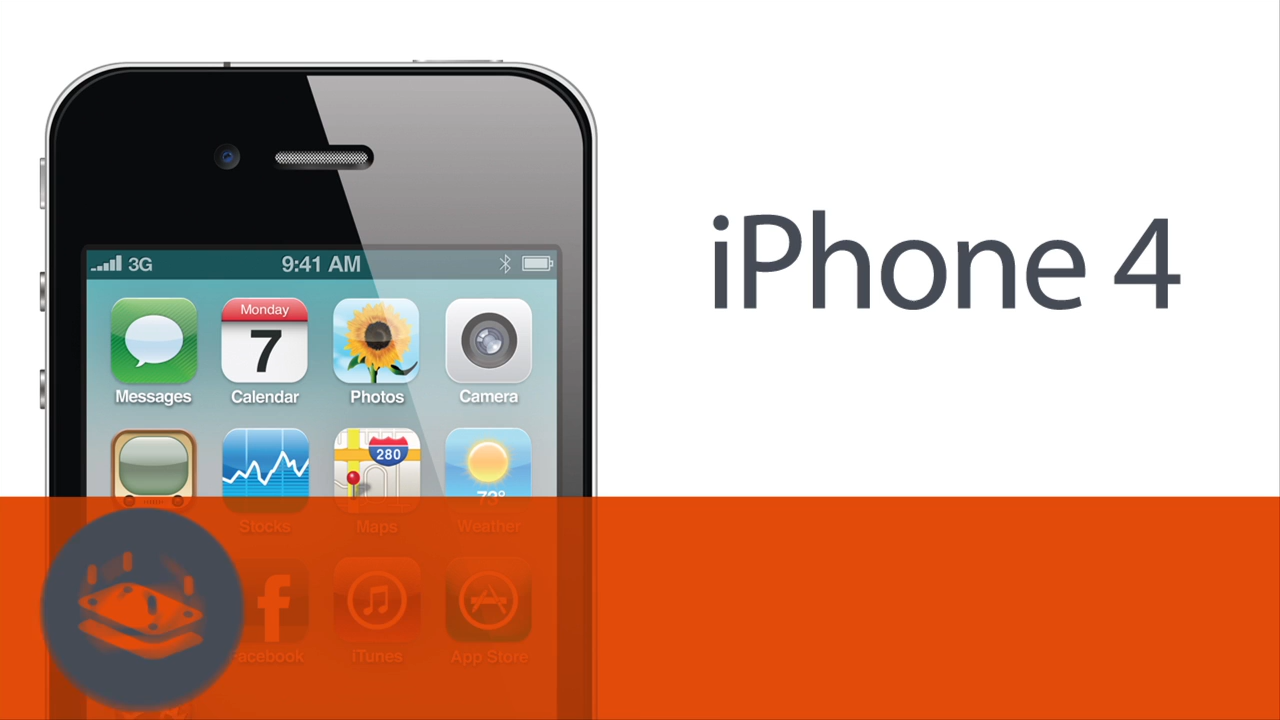 3G 9:41 AM
Monday
7
Messages Calendar Photos Camera
280
73°
Stocks Maps Weather
Facebook iTunes App Store
iPhone 4